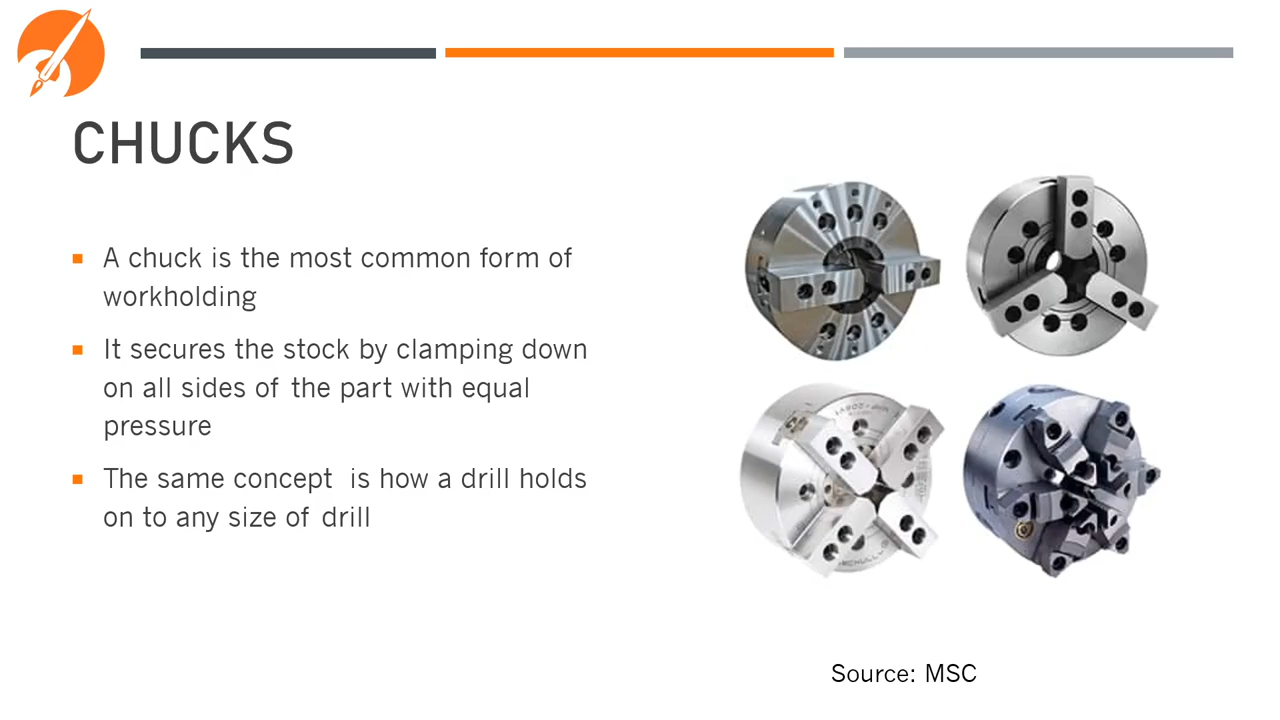 CHUCKS
A chuck is the most common form of
workholding
It secures the stock by clamping down
on all sides of the part with equal
pressure
The same concept is how a drill holds
on to any size of drill
Source: MSC